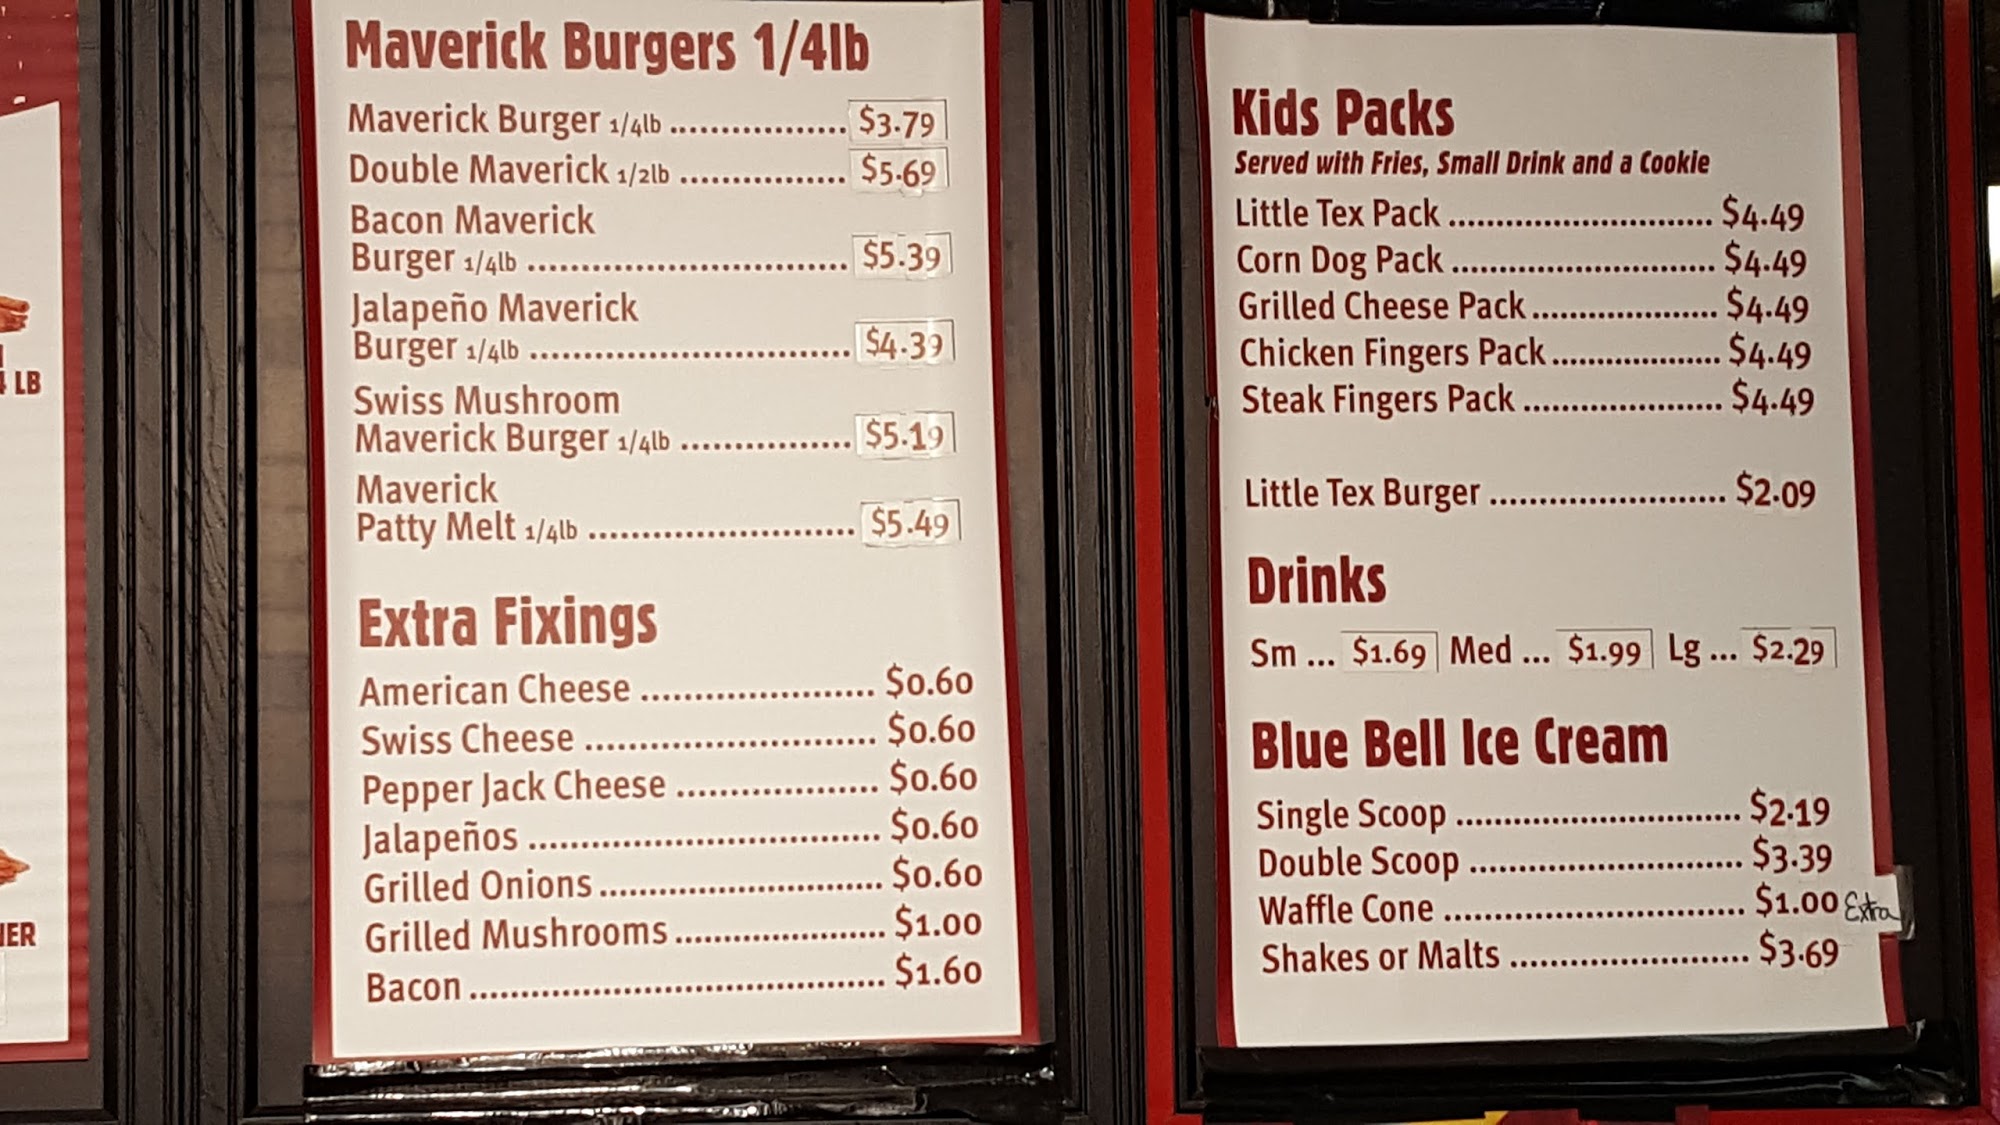 LB
Maverick Burgers 1/4lb
Maverick Burger 1/4lb ................ $3.79
Double Maverick 1/2lb ............... $5.69
Bacon Maverick
Burger 1/4lb .............................. $5.39
Jalapeño Maverick
Burger 1/4lb .............................. $4.39
Swiss Mushroom
Maverick Burger 1/4lb ................ $5.19
Maverick
Patty Melt 1/4lb ......................... $5.49
Extra Fixings
American Cheese ...................... $0.60
Swiss Cheese ........................... $0.60
Pepper Jack Cheese ................... $0.60
Jalapeños ................................. $0.60
Grilled Onions ........................... $0.60
Grilled Mushrooms .................... $1.00
Bacon ....................................... $1.60
Kids Packs
Served with Fries, Small Drink and a Cookie
Little Tex Pack ......................... $4.49
Corn Dog Pack ......................... $4.49
Grilled Cheese Pack .................. $4.49
Chicken Fingers Pack ................ $4.49
Steak Fingers Pack ................... $4.49
Little Tex Burger ...................... $2.09
Drinks
Sm ... $1.69 Med ... $1.99 Lg ... $2.29
Blue Bell Ice Cream
Single Scoop ........................... $2.19
Double Scoop .......................... $3.39
Waffle Cone ............................ $1.00 Extra
Shakes or Malts ....................... $3.69